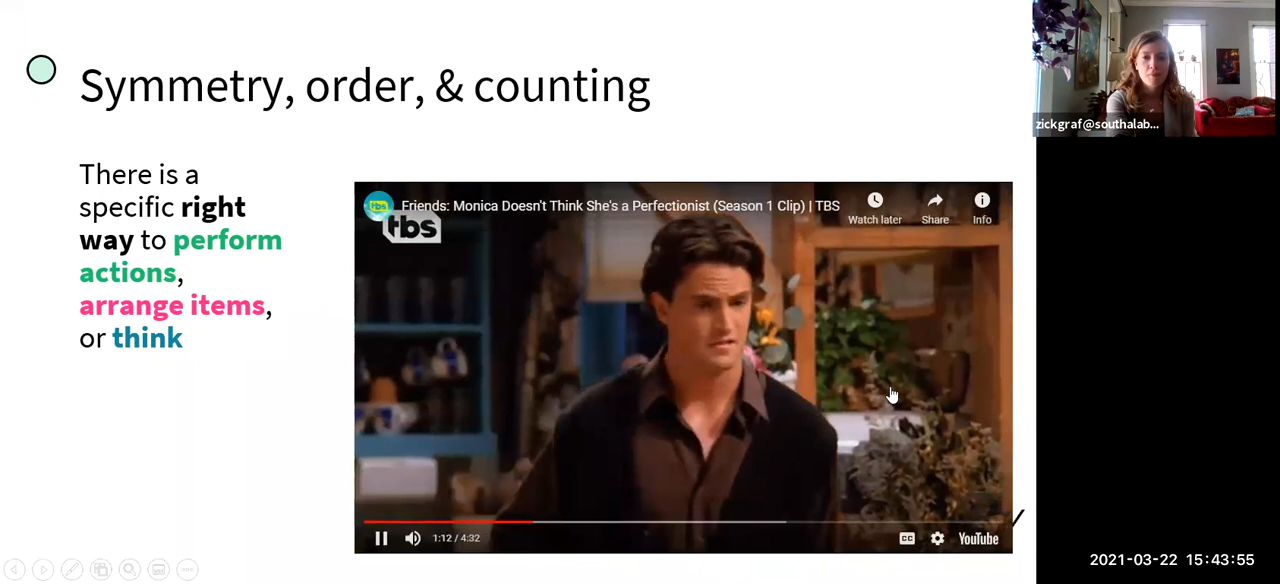 Symmetry, order, & counting
There is a
specific right
way to perform
actions,
arrange items,
or think
tbs
Friends: Monica Doesn't Think She's a Perfectionist (Season 1 Clip) | TBS
Watch later
Share
Info
tbs
1:12 / 4:32
CC
YouTube
zickgraf@southalab...
2021-03-22 15:43:55